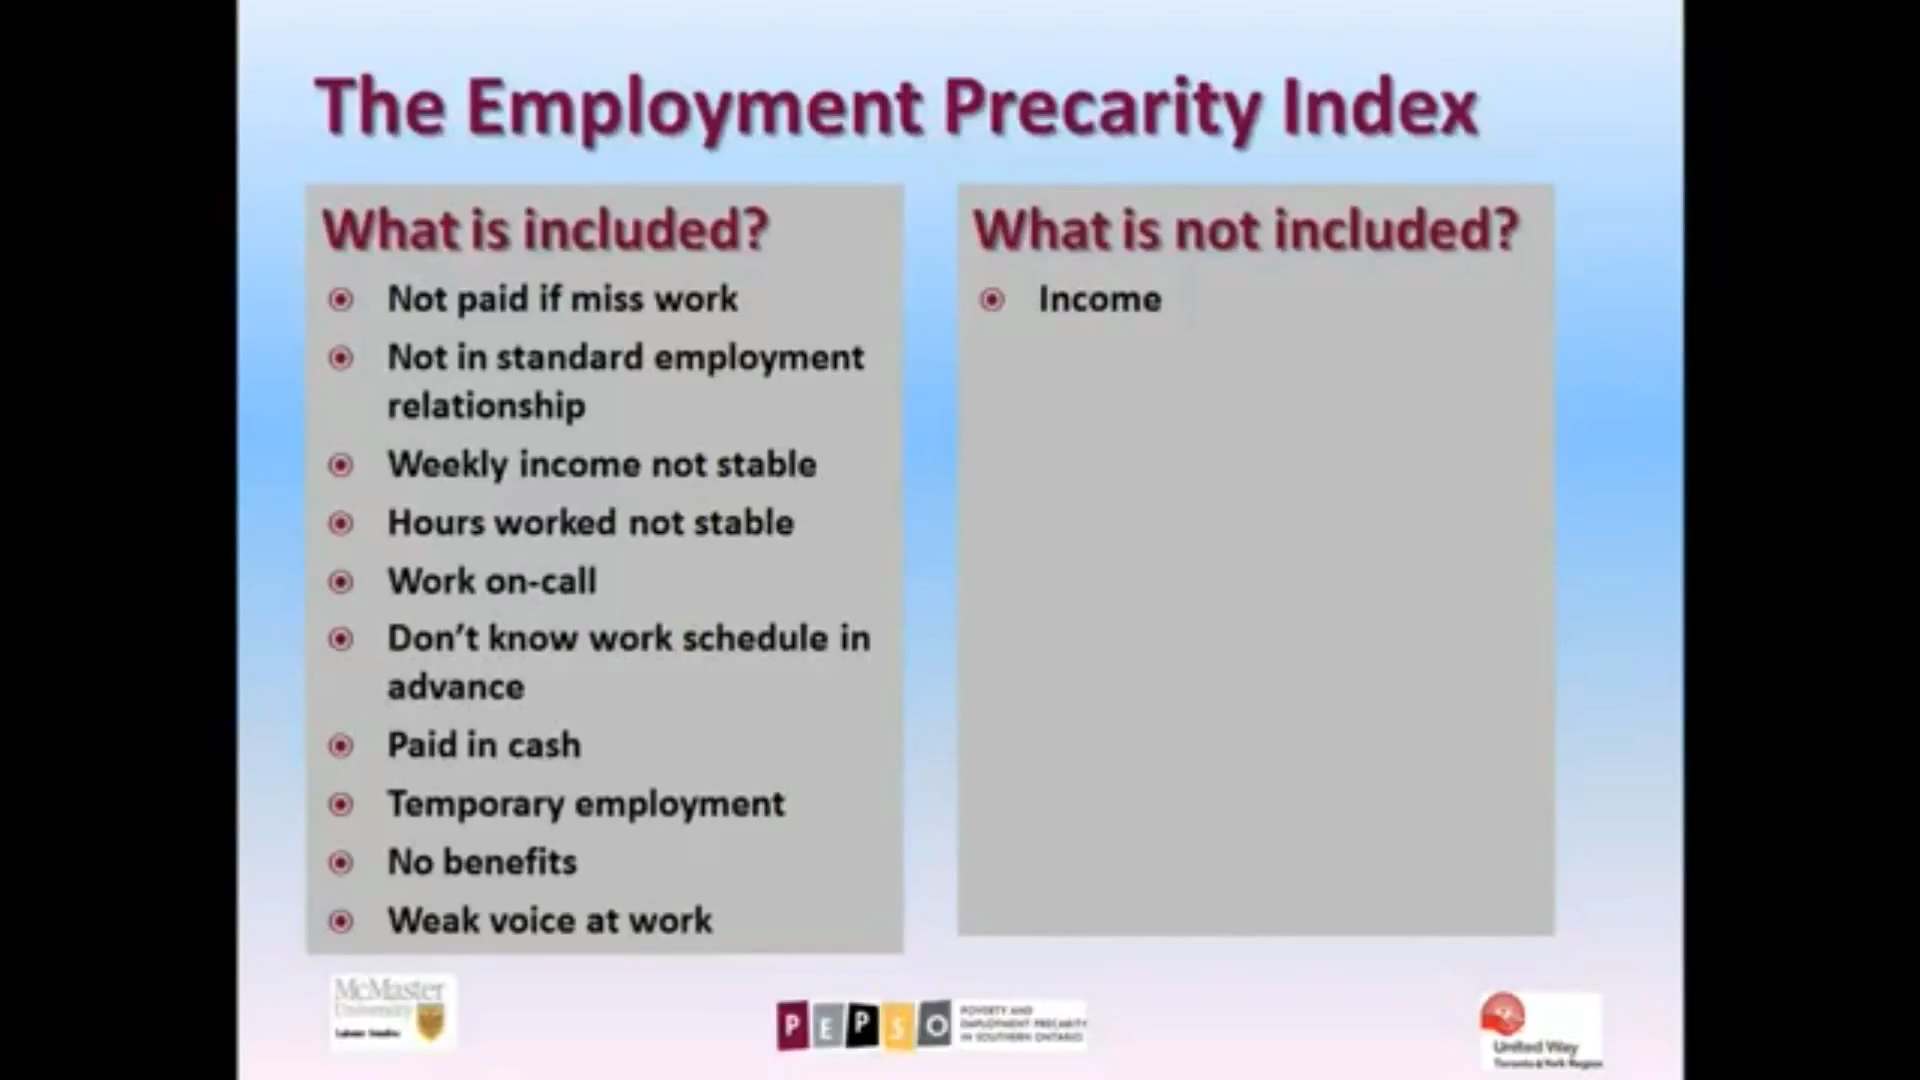 The Employment Precarity Index
What is included?
Not paid if miss work
Not in standard employment
relationship
Weekly income not stable
Hours worked not stable
Work on-call
Don’t know work schedule in
advance
Paid in cash
Temporary employment
No benefits
Weak voice at work
What is not included?
Income
McMaster
University
Labour Studies
PEPSO
POVERTY AND
EMPLOYMENT PRECARITY
IN SOUTHERN ONTARIO
United Way
Toronto & York Region